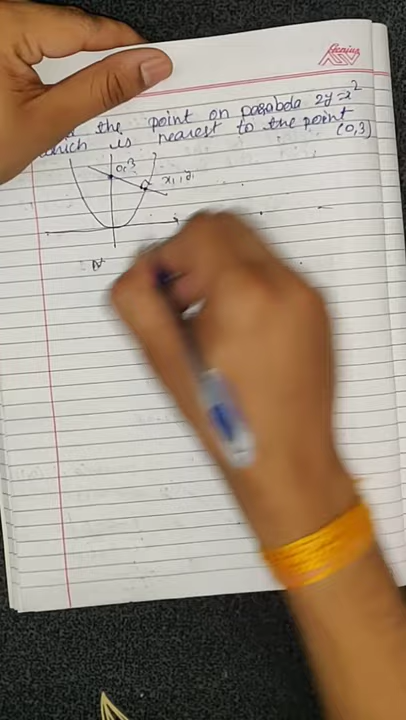 the point on parabola 2y=x²
which is nearest to the point
(0,3)
0,3
x₁, y₁